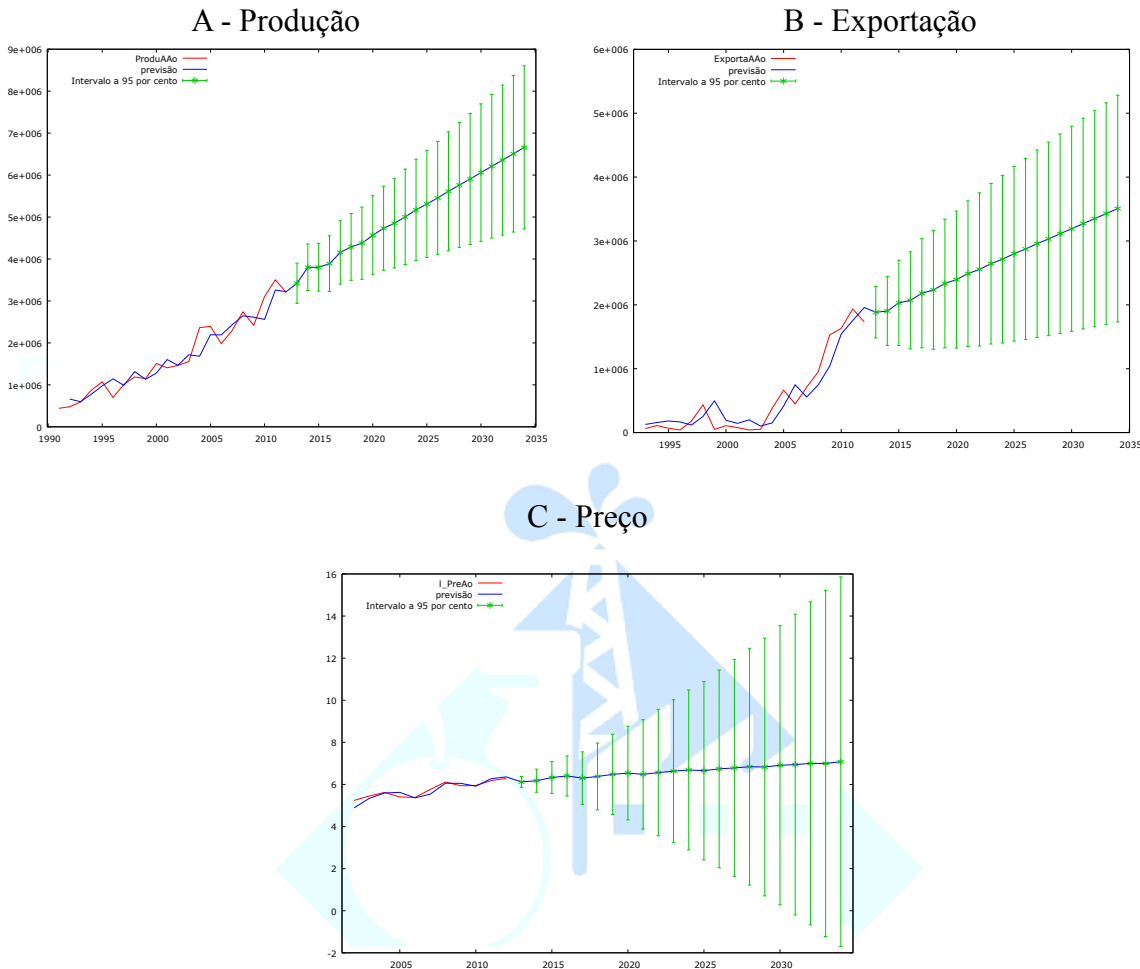 A - Produção
B - Exportação
9e+006
8e+006
7e+006
6e+006
5e+006
4e+006
3e+006
2e+006
1e+006
0
ProduAAo
previsão
Intervalo a 95 por cento
1990 1995 2000 2005 2010 2015 2020 2025 2030 2035
6e+006
5e+006
4e+006
3e+006
2e+006
1e+006
0
ExportaAAo
previsão
Intervalo a 95 por cento
1995 2000 2005 2010 2015 2020 2025 2030 2035
C - Preço
16
14
12
10
8
6
4
2
0
-2
l_PreAo
previsão
Intervalo a 95 por cento
2005 2010 2015 2020 2025 2030